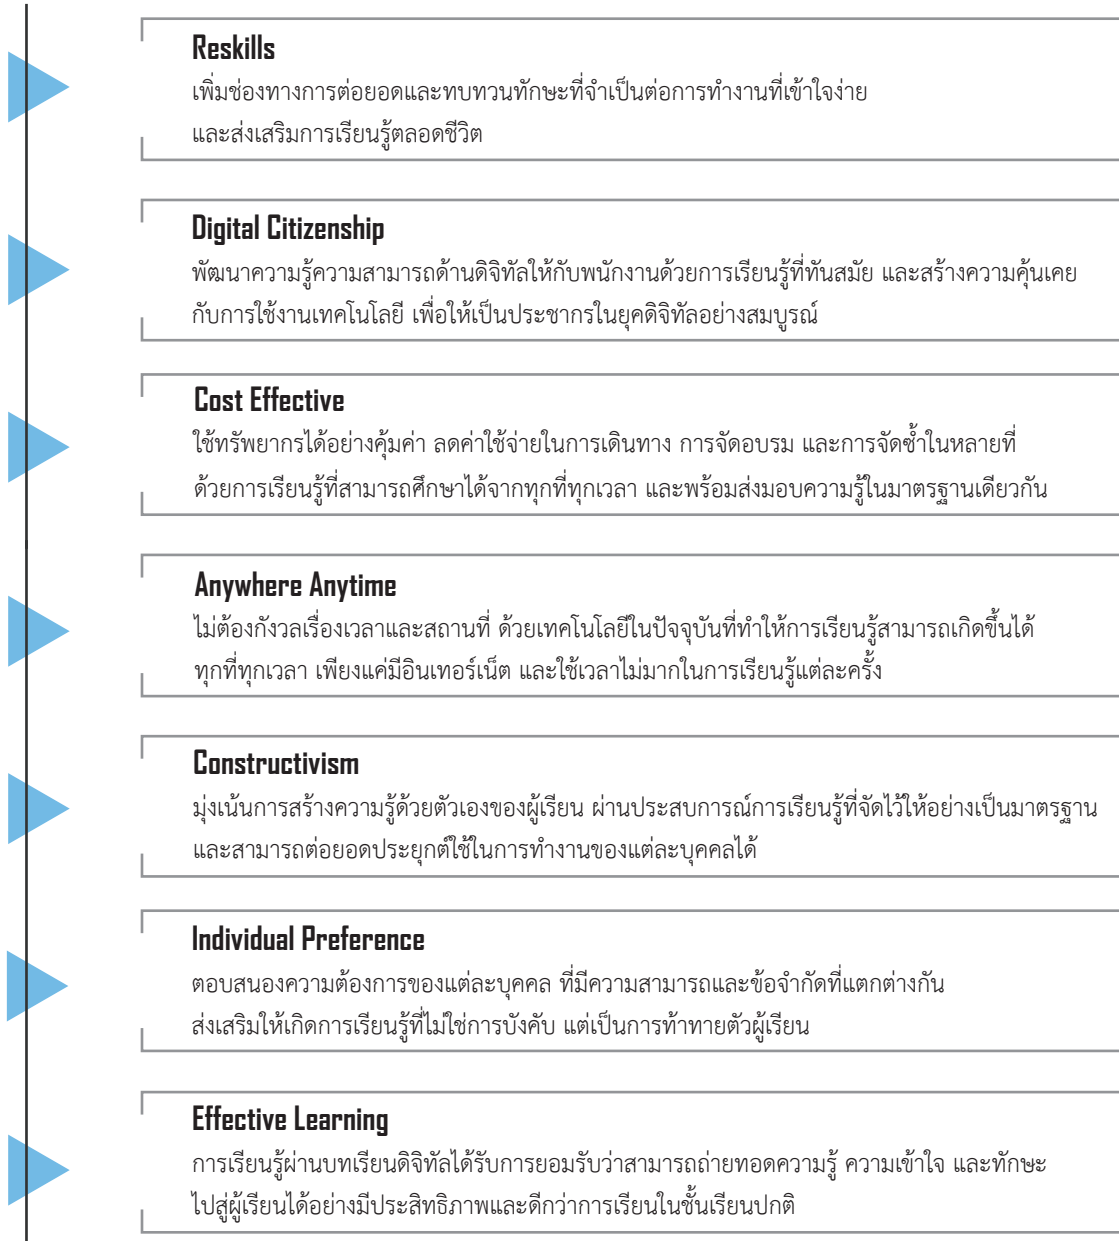 Reskills
เพิ่มช่องทางการต่อยอดและทบทวนทักษะที่จำเป็นต่อการทำงานที่เข้าใจง่าย
และส่งเสริมการเรียนรู้ตลอดชีวิต
Digital Citizenship
พัฒนาความรู้ความสามารถด้านดิจิทัลให้กับพนักงานด้วยการเรียนรู้ที่ทันสมัย และสร้างความคุ้นเคย
กับการใช้งานเทคโนโลยี เพื่อให้เป็นประชากรในยุคดิจิทัลอย่างสมบูรณ์
Cost Effective
ใช้ทรัพยากรได้อย่างคุ้มค่า ลดค่าใช้จ่ายในการเดินทาง การจัดอบรม และการจัดซ้ำในหลายที่
ด้วยการเรียนรู้ที่สามารถศึกษาได้จากทุกที่ทุกเวลา และพร้อมส่งมอบความรู้ในมาตรฐานเดียวกัน
Anywhere Anytime
ไม่ต้องกังวลเรื่องเวลาและสถานที่ ด้วยเทคโนโลยีในปัจจุบันที่ทำให้การเรียนรู้สามารถเกิดขึ้นได้
ทุกที่ทุกเวลา เพียงแค่มีอินเทอร์เน็ต และใช้เวลาไม่มากในการเรียนรู้แต่ละครั้ง
Constructivism
มุ่งเน้นการสร้างความรู้ด้วยตัวเองของผู้เรียน ผ่านประสบการณ์การเรียนรู้ที่จัดไว้ให้อย่างเป็นมาตรฐาน
และสามารถต่อยอดประยุกต์ใช้ในการทำงานของแต่ละบุคคลได้
Individual Preference
ตอบสนองความต้องการของแต่ละบุคคล ที่มีความสามารถและข้อจำกัดที่แตกต่างกัน
ส่งเสริมให้เกิดการเรียนรู้ที่ไม่ใช่การบังคับ แต่เป็นการท้าทายตัวผู้เรียน
Effective Learning
การเรียนรู้ผ่านบทเรียนดิจิทัลได้รับการยอมรับว่าสามารถถ่ายทอดความรู้ ความเข้าใจ และทักษะ
ไปสู่ผู้เรียนได้อย่างมีประสิทธิภาพและดีกว่าการเรียนในชั้นเรียนปกติ